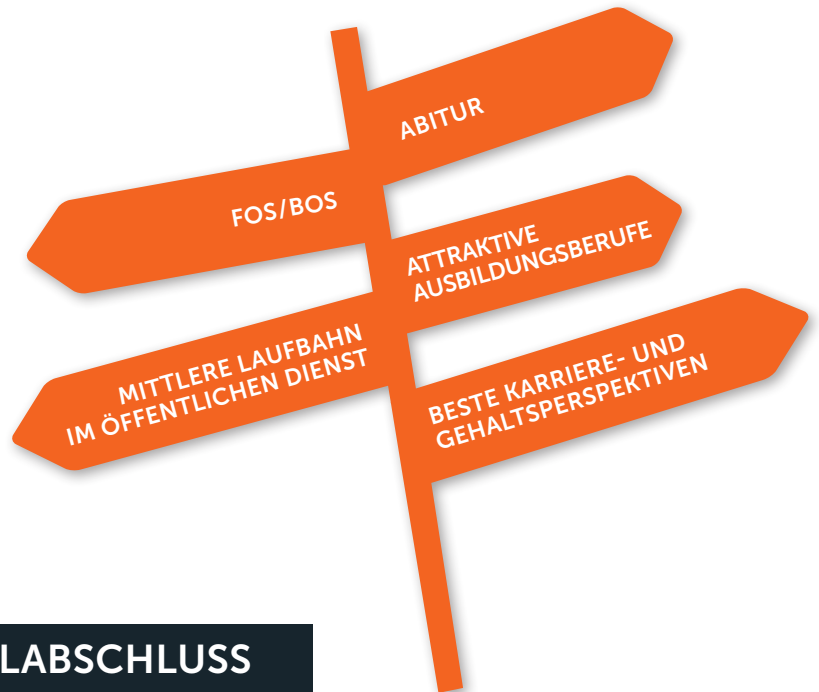 ABITUR
FOS/BOS
ATTRAKTIVE
AUSBILDUNGSBERUFE
MITTLERE LAUFBAHN
IM ÖFFENTLICHEN DIENST
BESTE KARRIERE- UND
GEHALTSPERSPEKTIVEN
LABSCHLUSS